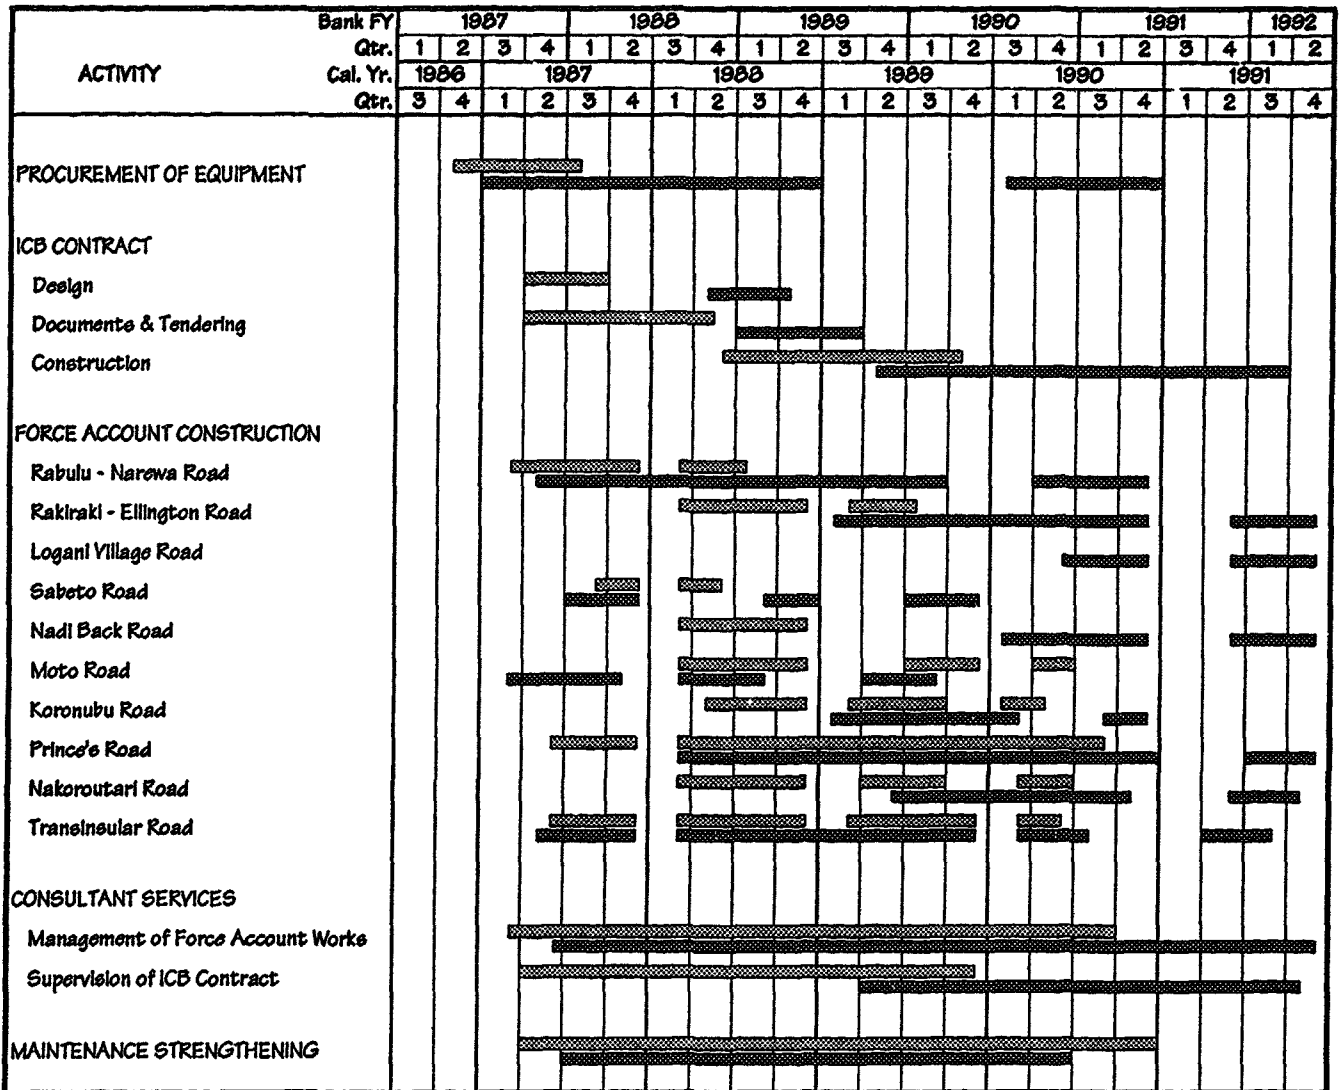 Bank FY 1987 1988 1989 1990 1991 1992
Qtr. 1 2 3 4 1 2 3 4 1 2 3 4 1 2 3 4 1 2 3 4 1 2
ACTIVITY Cal. Yr. 1986 1987 1988 1989 1990 1991
Qtr. 3 4 1 2 3 4 1 2 3 4 1 2 3 4 1 2 3 4 1 2 3 4
PROCUREMENT OF EQUIPMENT
ICB CONTRACT
Design
Documents & Tendering
Construction
FORCE ACCOUNT CONSTRUCTION
Rabulu - Narewa Road
Rakiraki - Ellington Road
Logani Village Road
Sabeto Road
Nadi Back Road
Moto Road
Koronubu Road
Prince's Road
Nakoroutari Road
Transinsular Road
CONSULTANT SERVICES
Management of Force Account Works
Supervision of ICB Contract
MAINTENANCE STRENGTHENING